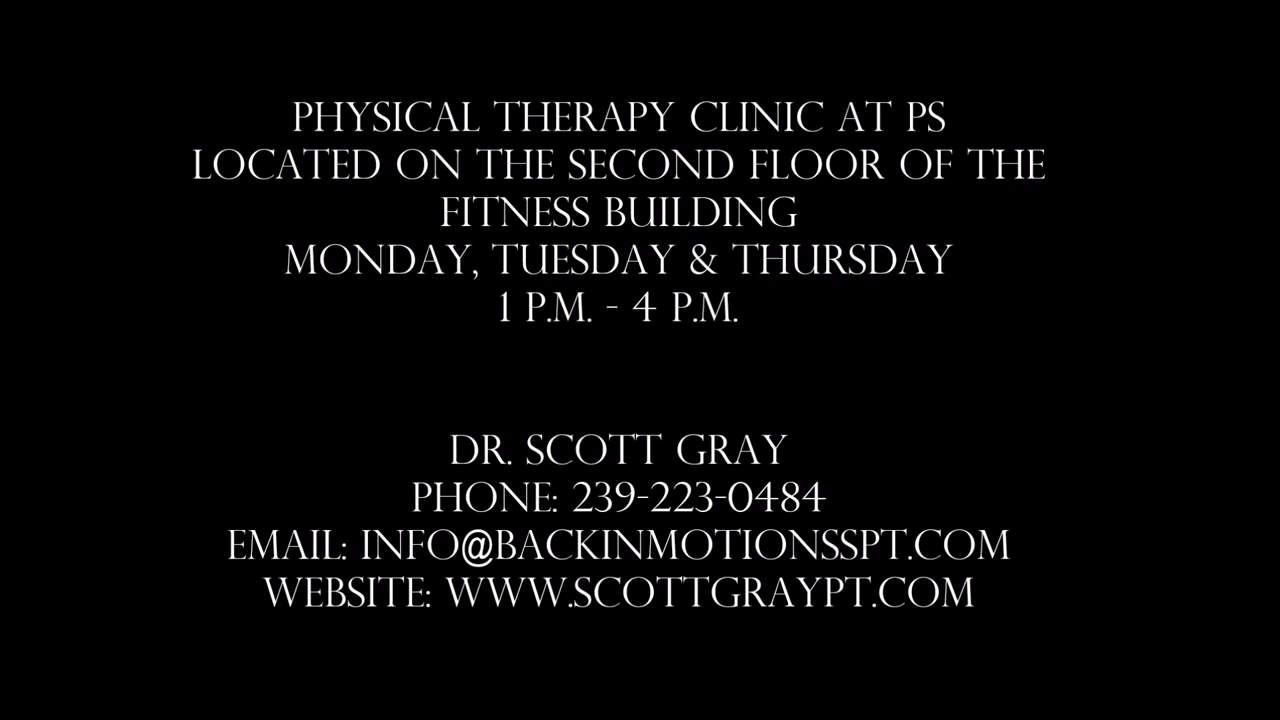 PHYSICAL THERAPY CLINIC AT PS
LOCATED ON THE SECOND FLOOR OF THE
FITNESS BUILDING
MONDAY, TUESDAY & THURSDAY
1 P.M. - 4 P.M.
DR. SCOTT GRAY
PHONE: 239-223-0484
EMAIL: INFO@BACKINMOTIONSSPT.COM
WEBSITE: WWW.SCOTTGRAYPT.COM